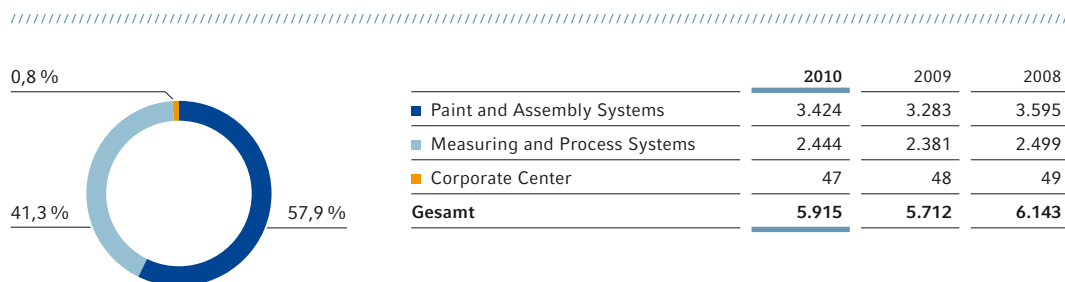 0,8 %
41,3 %
57,9 %
2010 2009 2008
Paint and Assembly Systems 3.424 3.283 3.595
Measuring and Process Systems 2.444 2.381 2.499
Corporate Center 47 48 49
Gesamt 5.915 5.712 6.143